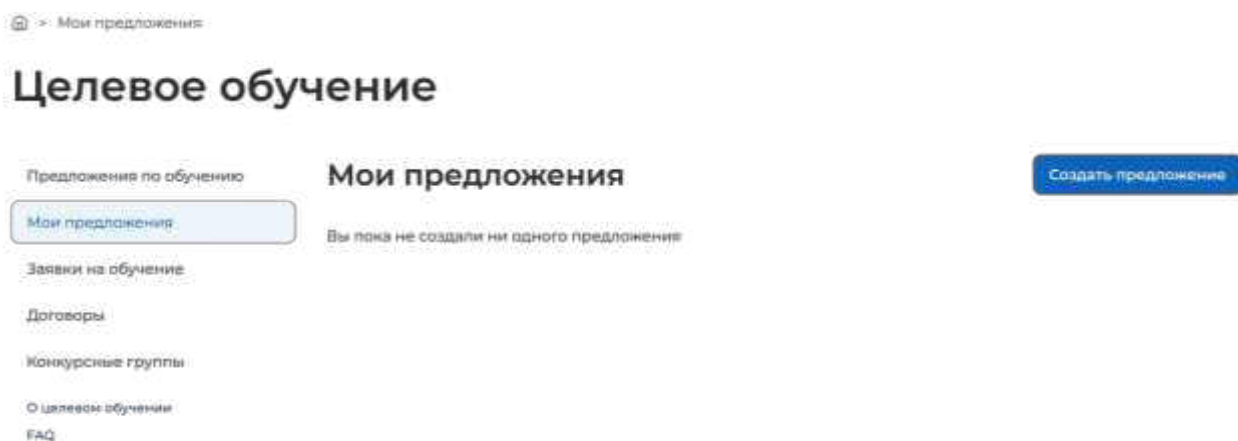 > Мои предложения
Целевое обучение
Предложения по обучению
Мои предложения
Заявки на обучение
Договоры
Конкурсные группы
О целевом обучении
FAQ
Мои предложения
Создать предложение
Вы пока не создали ни одного предложения